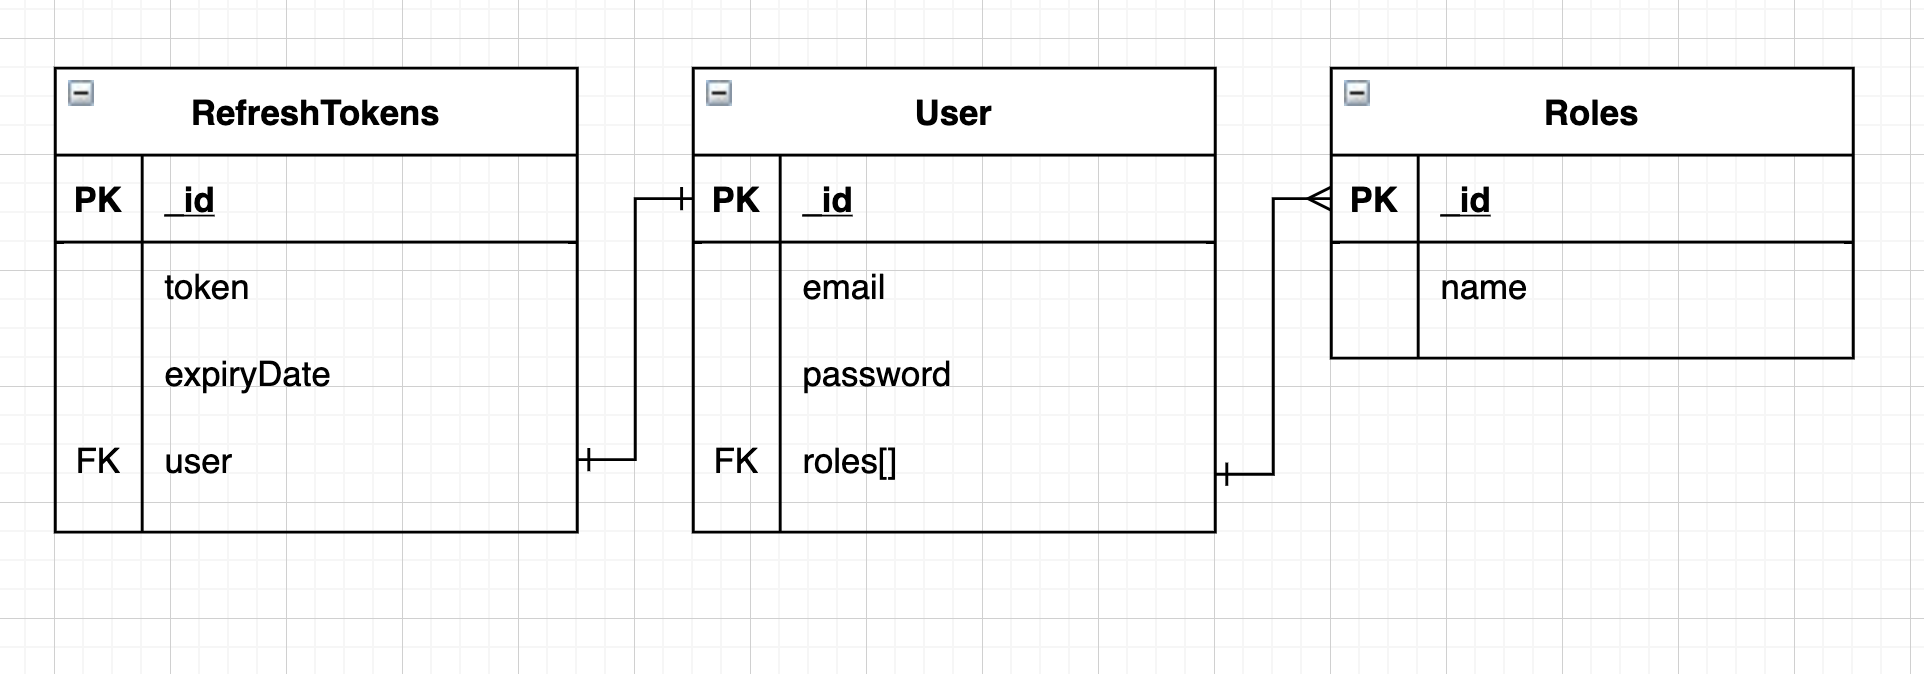 RefreshTokens
PK _id
token
expiryDate
FK user
User
PK _id
email
password
FK roles[]
Roles
PK _id
name